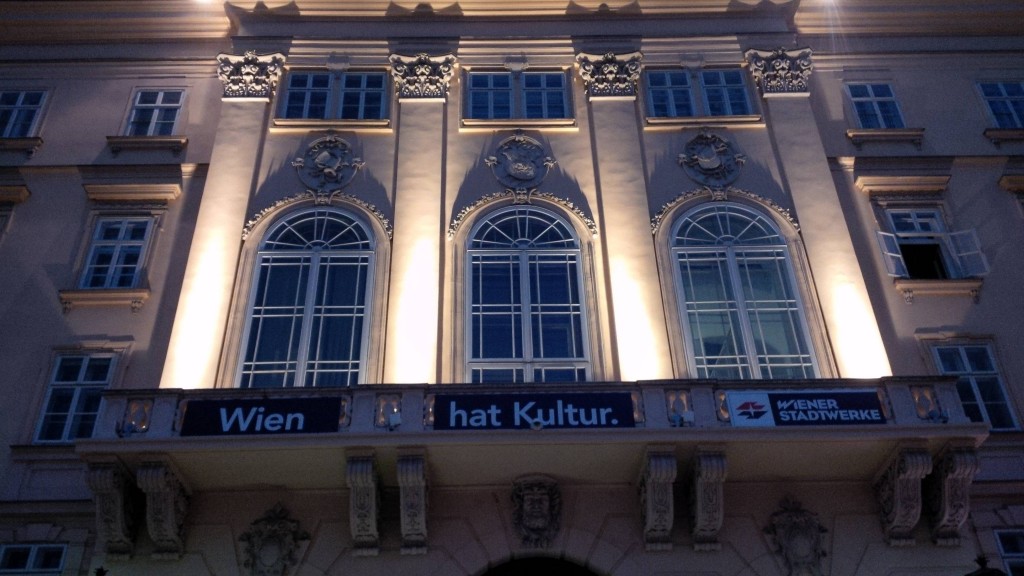 Wien
hat Kultur.
WIENER
STADTWERKE